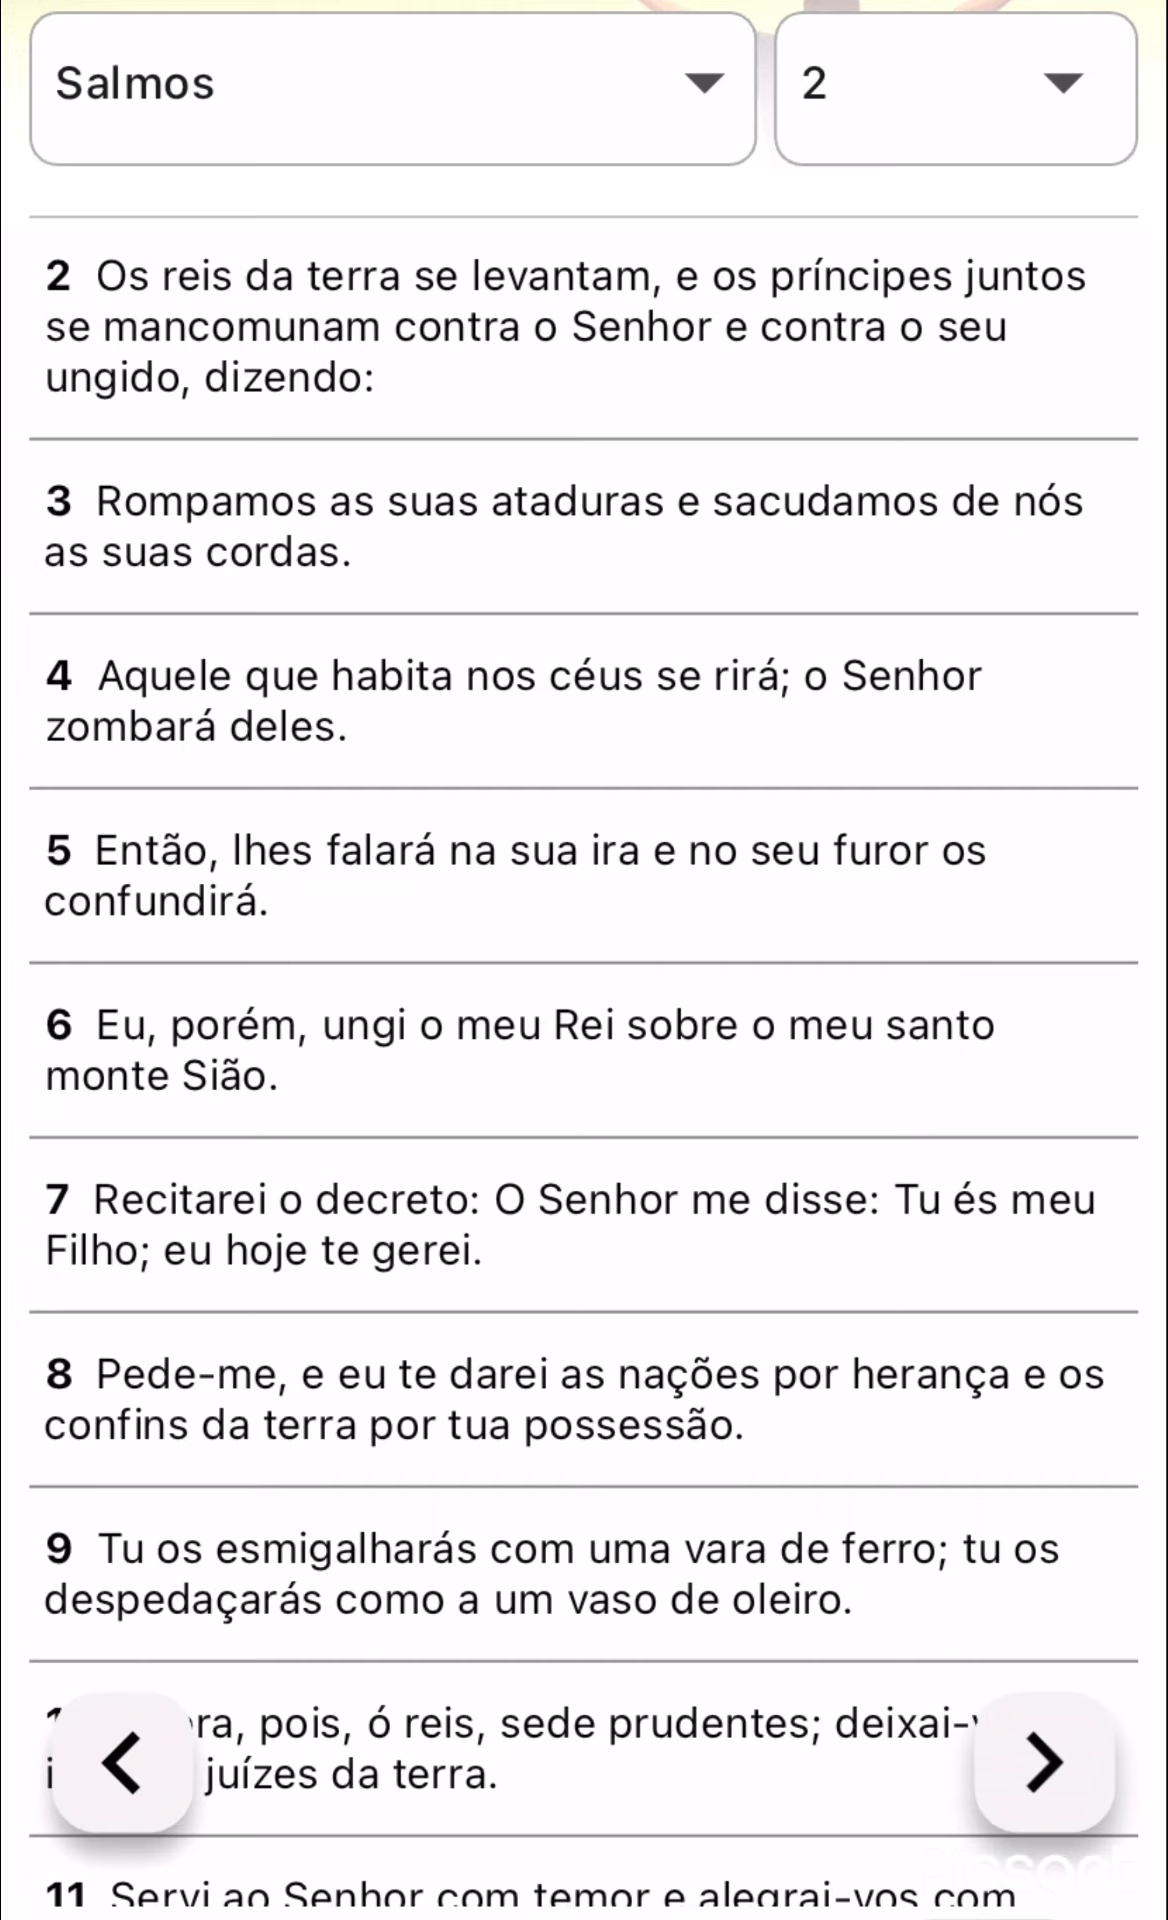 Salmos
2
2 Os reis da terra se levantam, e os príncipes juntos
se mancomunam contra o Senhor e contra o seu
ungido, dizendo:
3 Rompamos as suas ataduras e sacudamos de nós
as suas cordas.
4 Aquele que habita nos céus se rirá; o Senhor
zombará deles.
5 Então, lhes falará na sua ira e no seu furor os
confundirá.
6 Eu, porém, ungi o meu Rei sobre o meu santo
monte Sião.
7 Recitarei o decreto: O Senhor me disse: Tu és meu
Filho; eu hoje te gerei.
8 Pede-me, e eu te darei as nações por herança e os
confins da terra por tua possessão.
9 Tu os esmigalharás com uma vara de ferro; tu os
despedaçarás como a um vaso de oleiro.
pois, ó reis, sede prudentes; deixai-
juízes da terra.
11 Servi ao Senhor com temor e alegrai-vos com